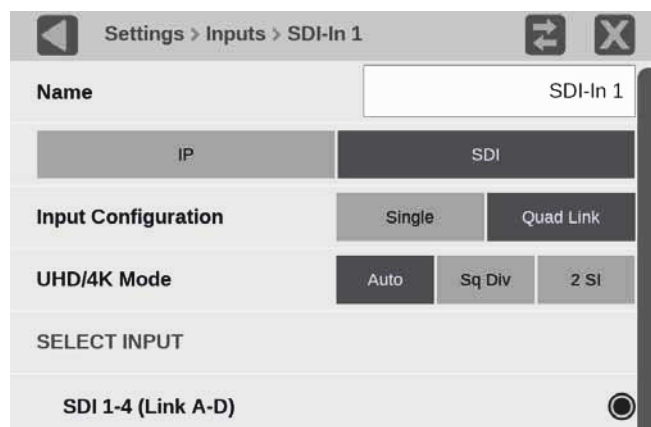 Settings > Inputs > SDI-In 1
Name
SDI-In 1
IP
SDI
Input Configuration
Single
Quad Link
UHD/4K Mode
Auto
Sq Div
2 SI
SELECT INPUT
SDI 1-4 (Link A-D)